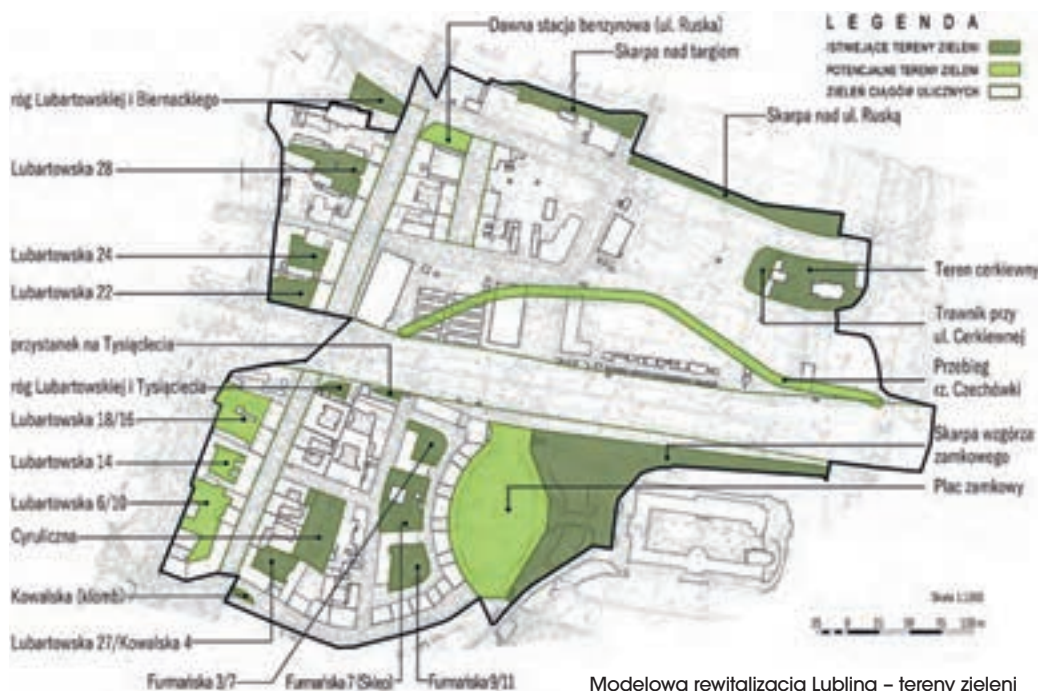 Dawna stacja benzynowa (ul. Ruska)
Skarpa nad targiem
LEGENDA
ISTNIEJĄCE TERENY ZIELENI
POTENCJALNE TERENY ZIELENI
ZIELEŃ CIĄGÓW ULICZNYCH
róg Lubartowskiej i Biernackiego
Skarpa nad ul. Ruską
Lubartowska 28
Lubartowska 24
Lubartowska 22
Teren cerkiewny
Trawnik przy
ul. Cerkiewnej
przystanek na Tysiąclecia
róg Lubartowskiej i Tysiąclecia
Przebieg
rz. Czechówki
Lubartowska 18/16
Lubartowska 14
Lubartowska 6/10
Skarpa wzgórza
zamkowego
Plac zamkowy
Cyruliczna
Kowalska (klomb)
Lubartowska 27/Kowalska 4
Furmańska 3/7
Furmańska 7 (Sklep)
Furmańska 9/11
Skala 1:1000
Modelowa rewitalizacja Lublina – tereny zieleni